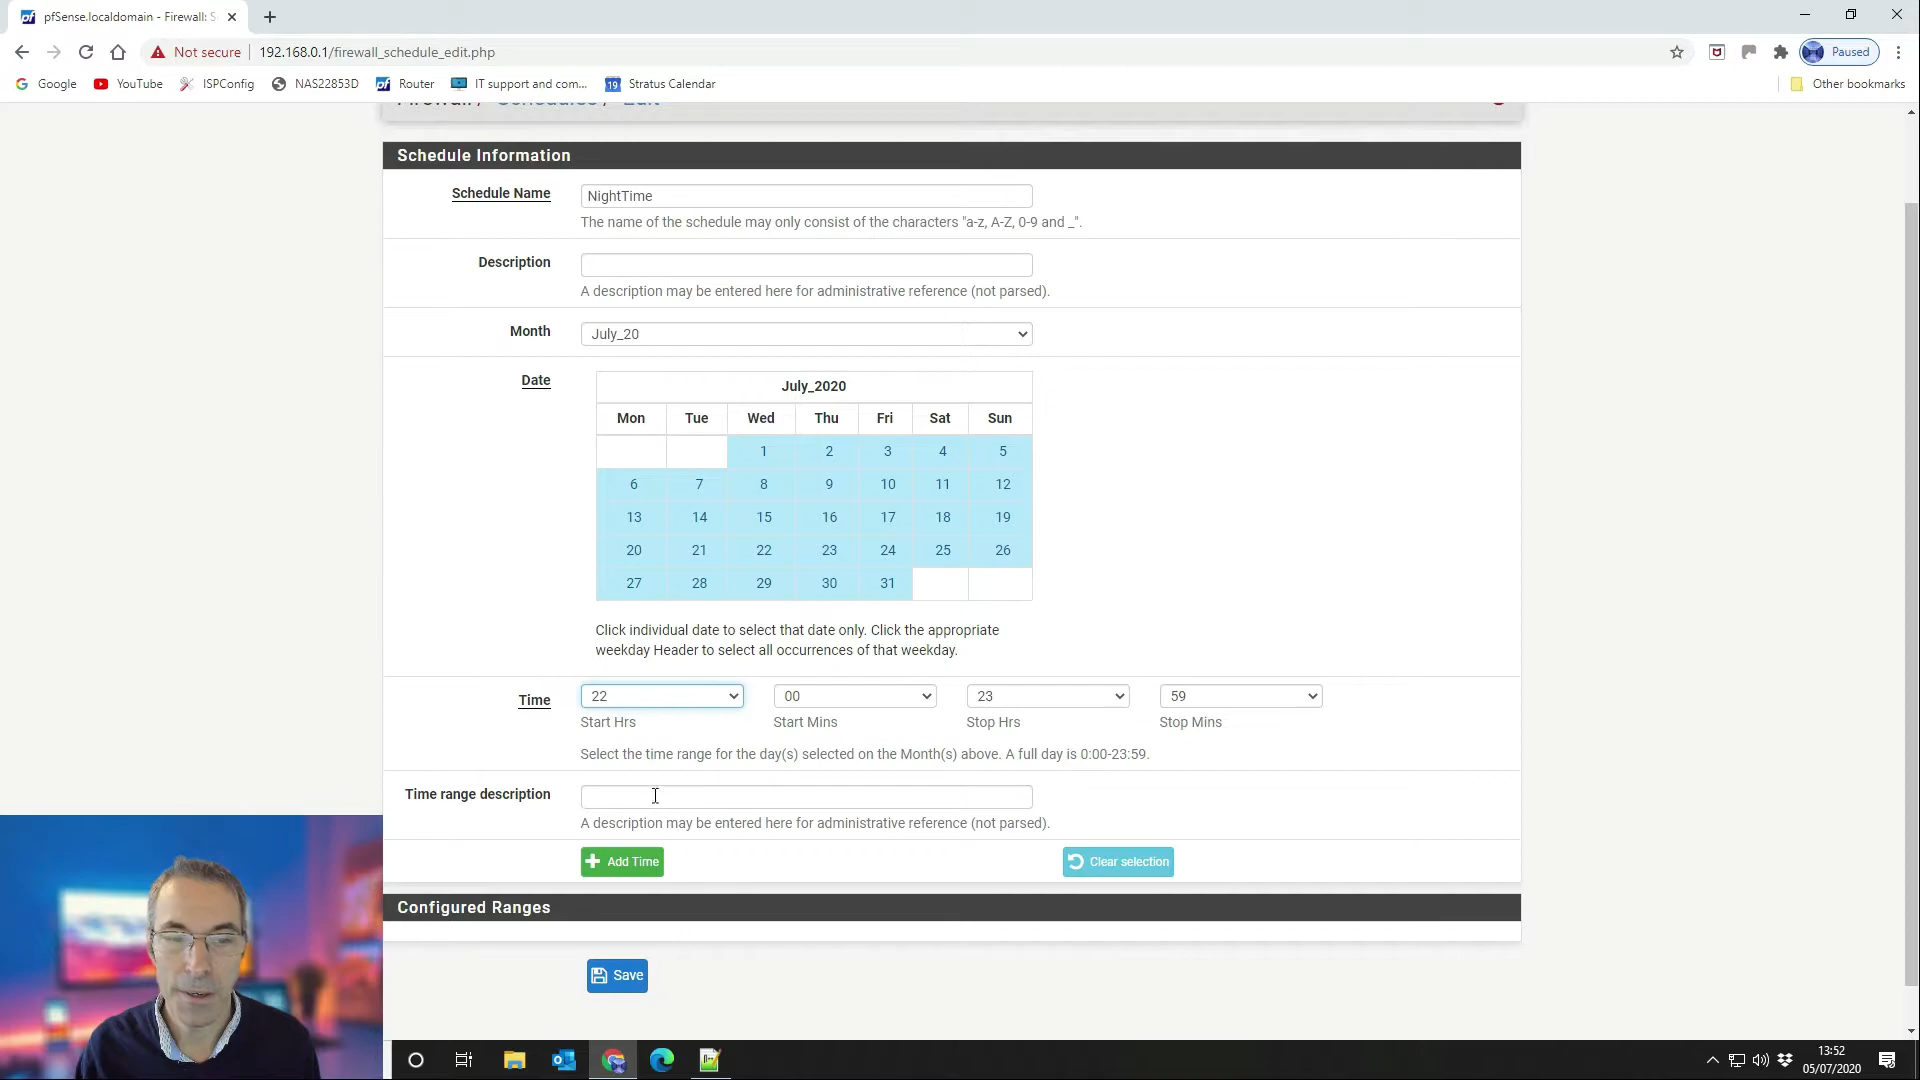 pfSense.localdomain - Firewall: S
Not secure 192.168.0.1/firewall_schedule_edit.php
Paused
Google YouTube ISPConfig NAS22853D Router IT support and com... 19 Stratus Calendar Other bookmarks
Firewall / Schedules / Edit
Schedule Information
Schedule Name NightTime
The name of the schedule may only consist of the characters "a-z, A-Z, 0-9 and _".
Description
A description may be entered here for administrative reference (not parsed).
Month July_20
Date July_2020
Mon Tue Wed Thu Fri Sat Sun
1 2 3 4 5
6 7 8 9 10 11 12
13 14 15 16 17 18 19
20 21 22 23 24 25 26
27 28 29 30 31
Click individual date to select that date only. Click the appropriate
weekday Header to select all occurrences of that weekday.
Time 22 00 23 59
Start Hrs Start Mins Stop Hrs Stop Mins
Select the time range for the day(s) selected on the Month(s) above. A full day is 0:00-23:59.
Time range description
A description may be entered here for administrative reference (not parsed).
Add Time Clear selection
Configured Ranges
Save
13:52
05/07/2020